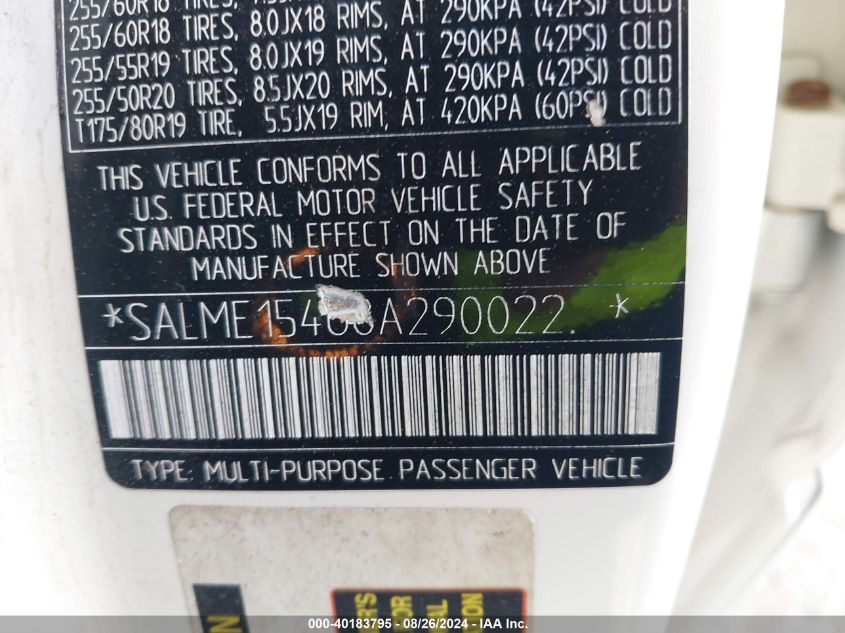 255/60R18 TIRES, 8.0JX18 RIMS, AT 290KPA (42PSI) COLD
255/55R19 TIRES, 8.0JX19 RIMS, AT 290KPA (42PSI) COLD
255/50R20 TIRES, 8.5JX20 RIMS, AT 290KPA (42PSI) COLD
T175/80R19 TIRE, 5.5JX19 RIM, AT 420KPA (60PSI) COLD
THIS VEHICLE CONFORMS TO ALL APPLICABLE
U.S. FEDERAL MOTOR VEHICLE SAFETY
STANDARDS IN EFFECT ON THE DATE OF
MANUFACTURE SHOWN ABOVE
*SALME15468A290022. *
TYPE: MULTI-PURPOSE PASSENGER VEHICLE
000-40183795 - 08/26/2024 - IAAI.com